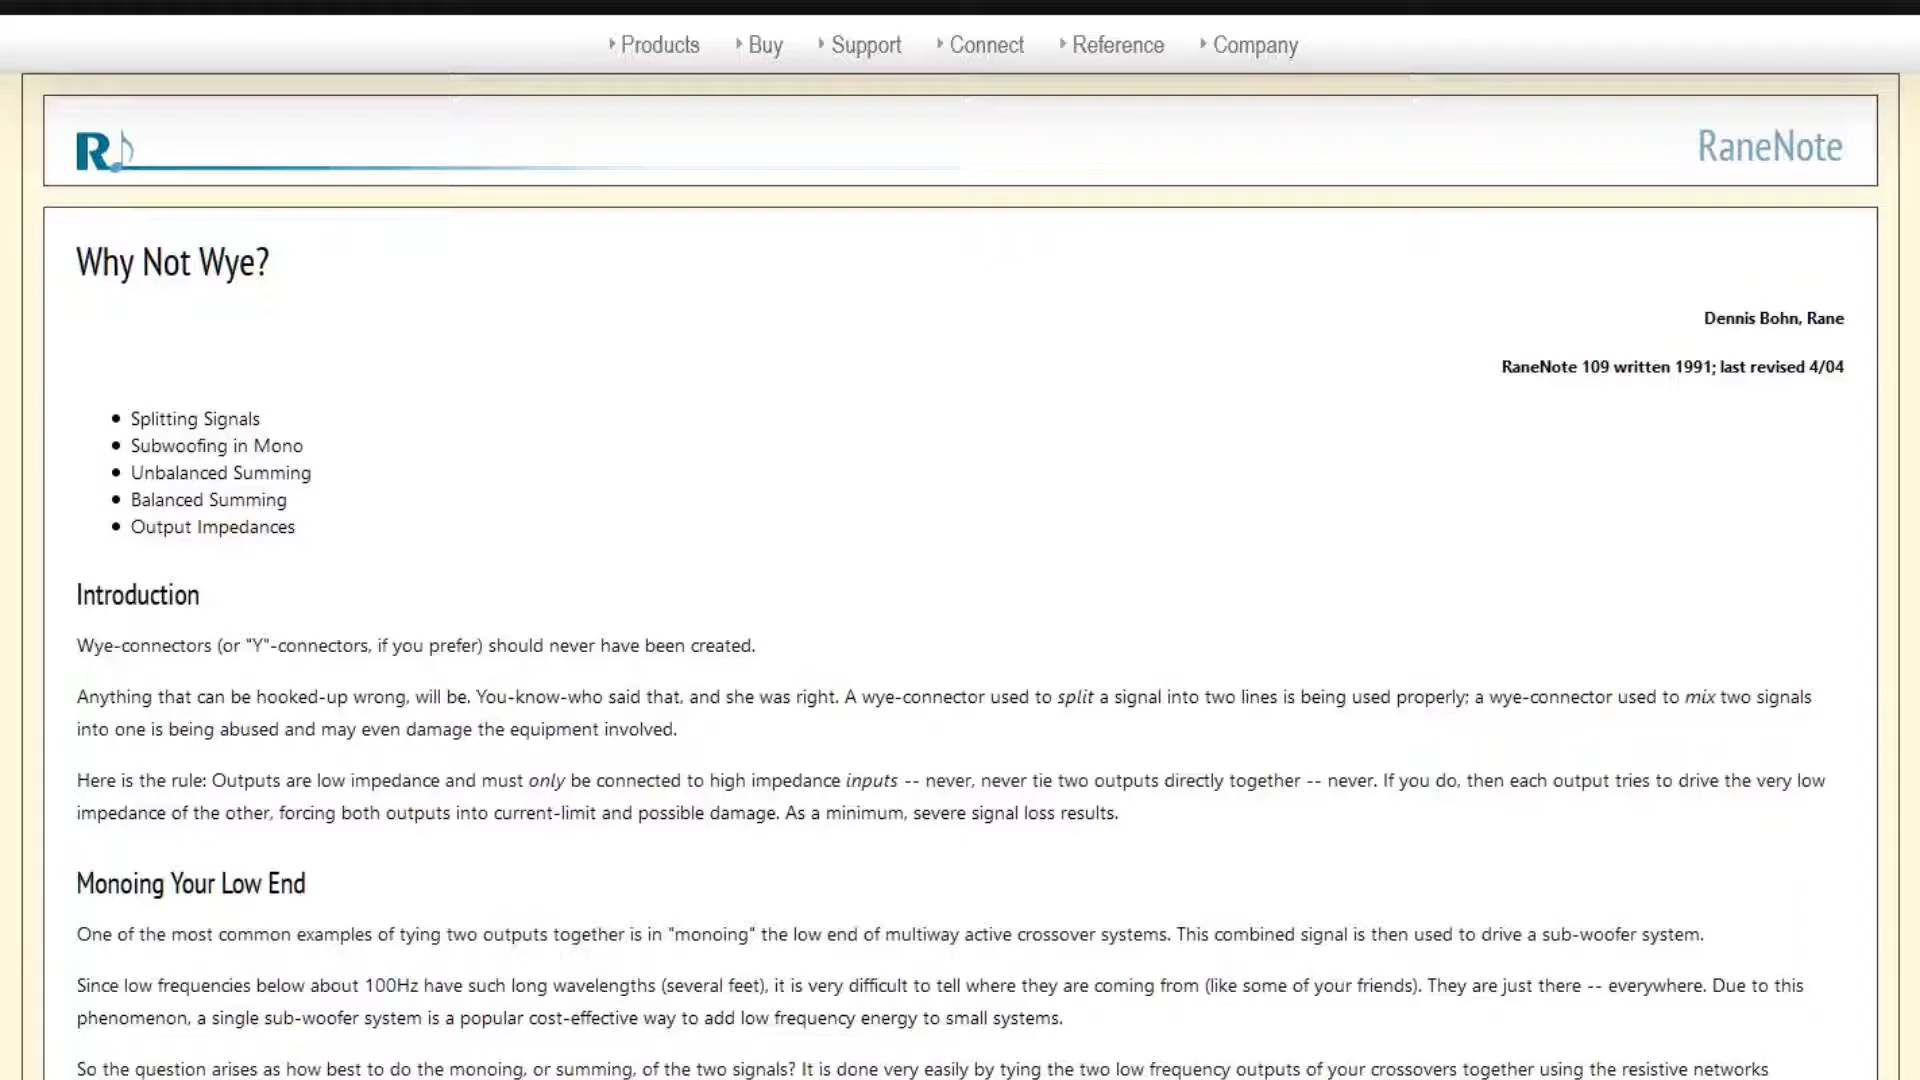 Products Buy Support Connect Reference Company
R
RaneNote
Why Not Wye?
Dennis Bohn, Rane
RaneNote 109 written 1991; last revised 4/04
Splitting Signals
Subwoofing in Mono
Unbalanced Summing
Balanced Summing
Output Impedances
Introduction
Wye-connectors (or "Y"-connectors, if you prefer) should never have been created.
Anything that can be hooked-up wrong, will be. You-know-who said that, and she was right. A wye-connector used to split a signal into two lines is being used properly; a wye-connector used to mix two signals
into one is being abused and may even damage the equipment involved.
Here is the rule: Outputs are low impedance and must only be connected to high impedance inputs -- never, never tie two outputs directly together -- never. If you do, then each output tries to drive the very low
impedance of the other, forcing both outputs into current-limit and possible damage. As a minimum, severe signal loss results.
Monoing Your Low End
One of the most common examples of tying two outputs together is in "monoing" the low end of multiway active crossover systems. This combined signal is then used to drive a sub-woofer system.
Since low frequencies below about 100Hz have such long wavelengths (several feet), it is very difficult to tell where they are coming from (like some of your friends). They are just there -- everywhere. Due to this
phenomenon, a single sub-woofer system is a popular cost-effective way to add low frequency energy to small systems.
So the question arises as how best to do the monoing, or summing, of the two signals? It is done very easily by tying the two low frequency outputs of your crossovers together using the resistive networks